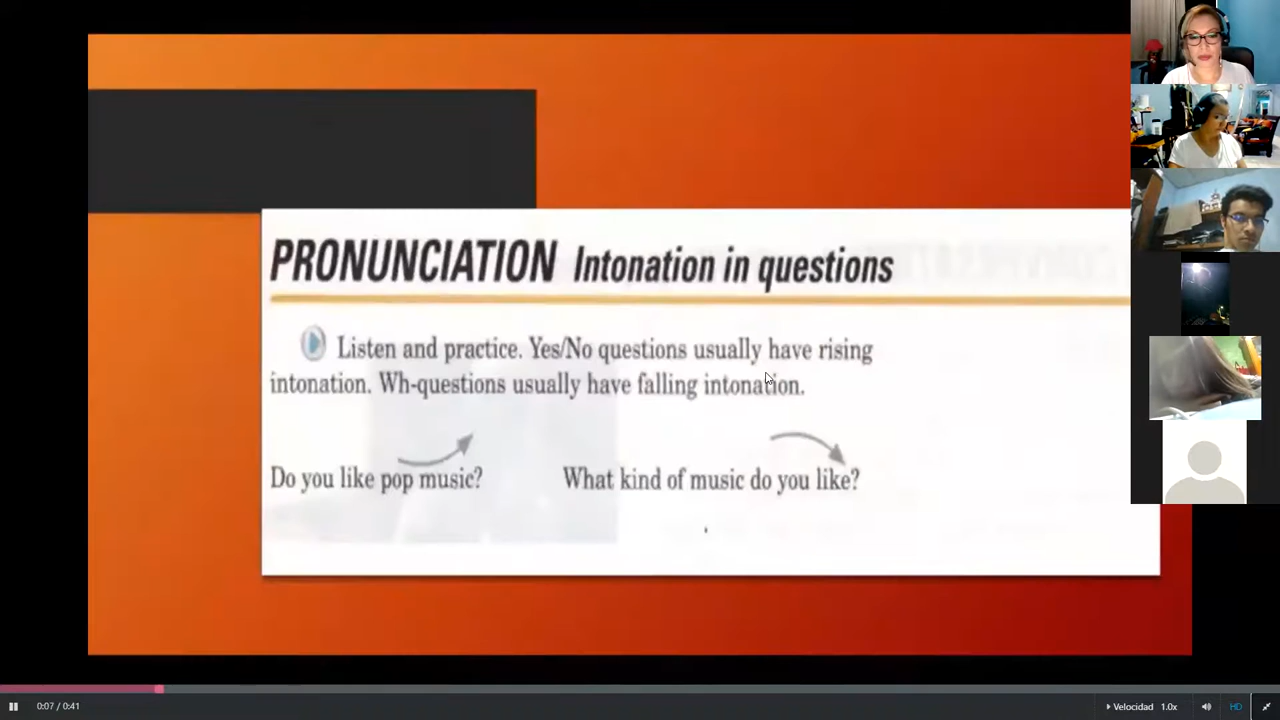 PRONUNCIATION Intonation in questions
Listen and practice. Yes/No questions usually have rising
intonation. Wh-questions usually have falling intonation.
Do you like pop music? What kind of music do you like?
0:07 / 0:41 Velocidad 1.0x HD